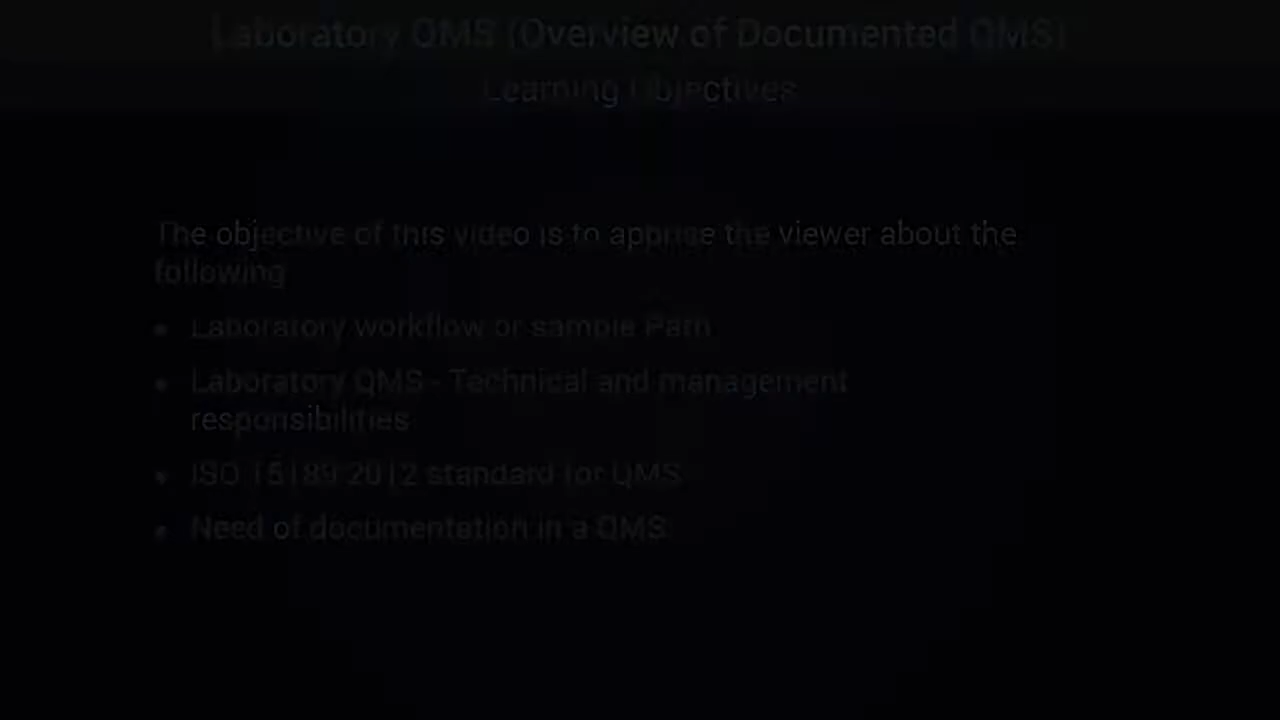 Laboratory QMS (Overview of Documented QMS)
Learning Objectives
The objective of this video is to apprise the viewer about the
following
• Laboratory workflow or sample Path
• Laboratory QMS - Technical and management
responsibilities
• ISO 15189:2012 standard for QMS
• Need of documentation in a QMS